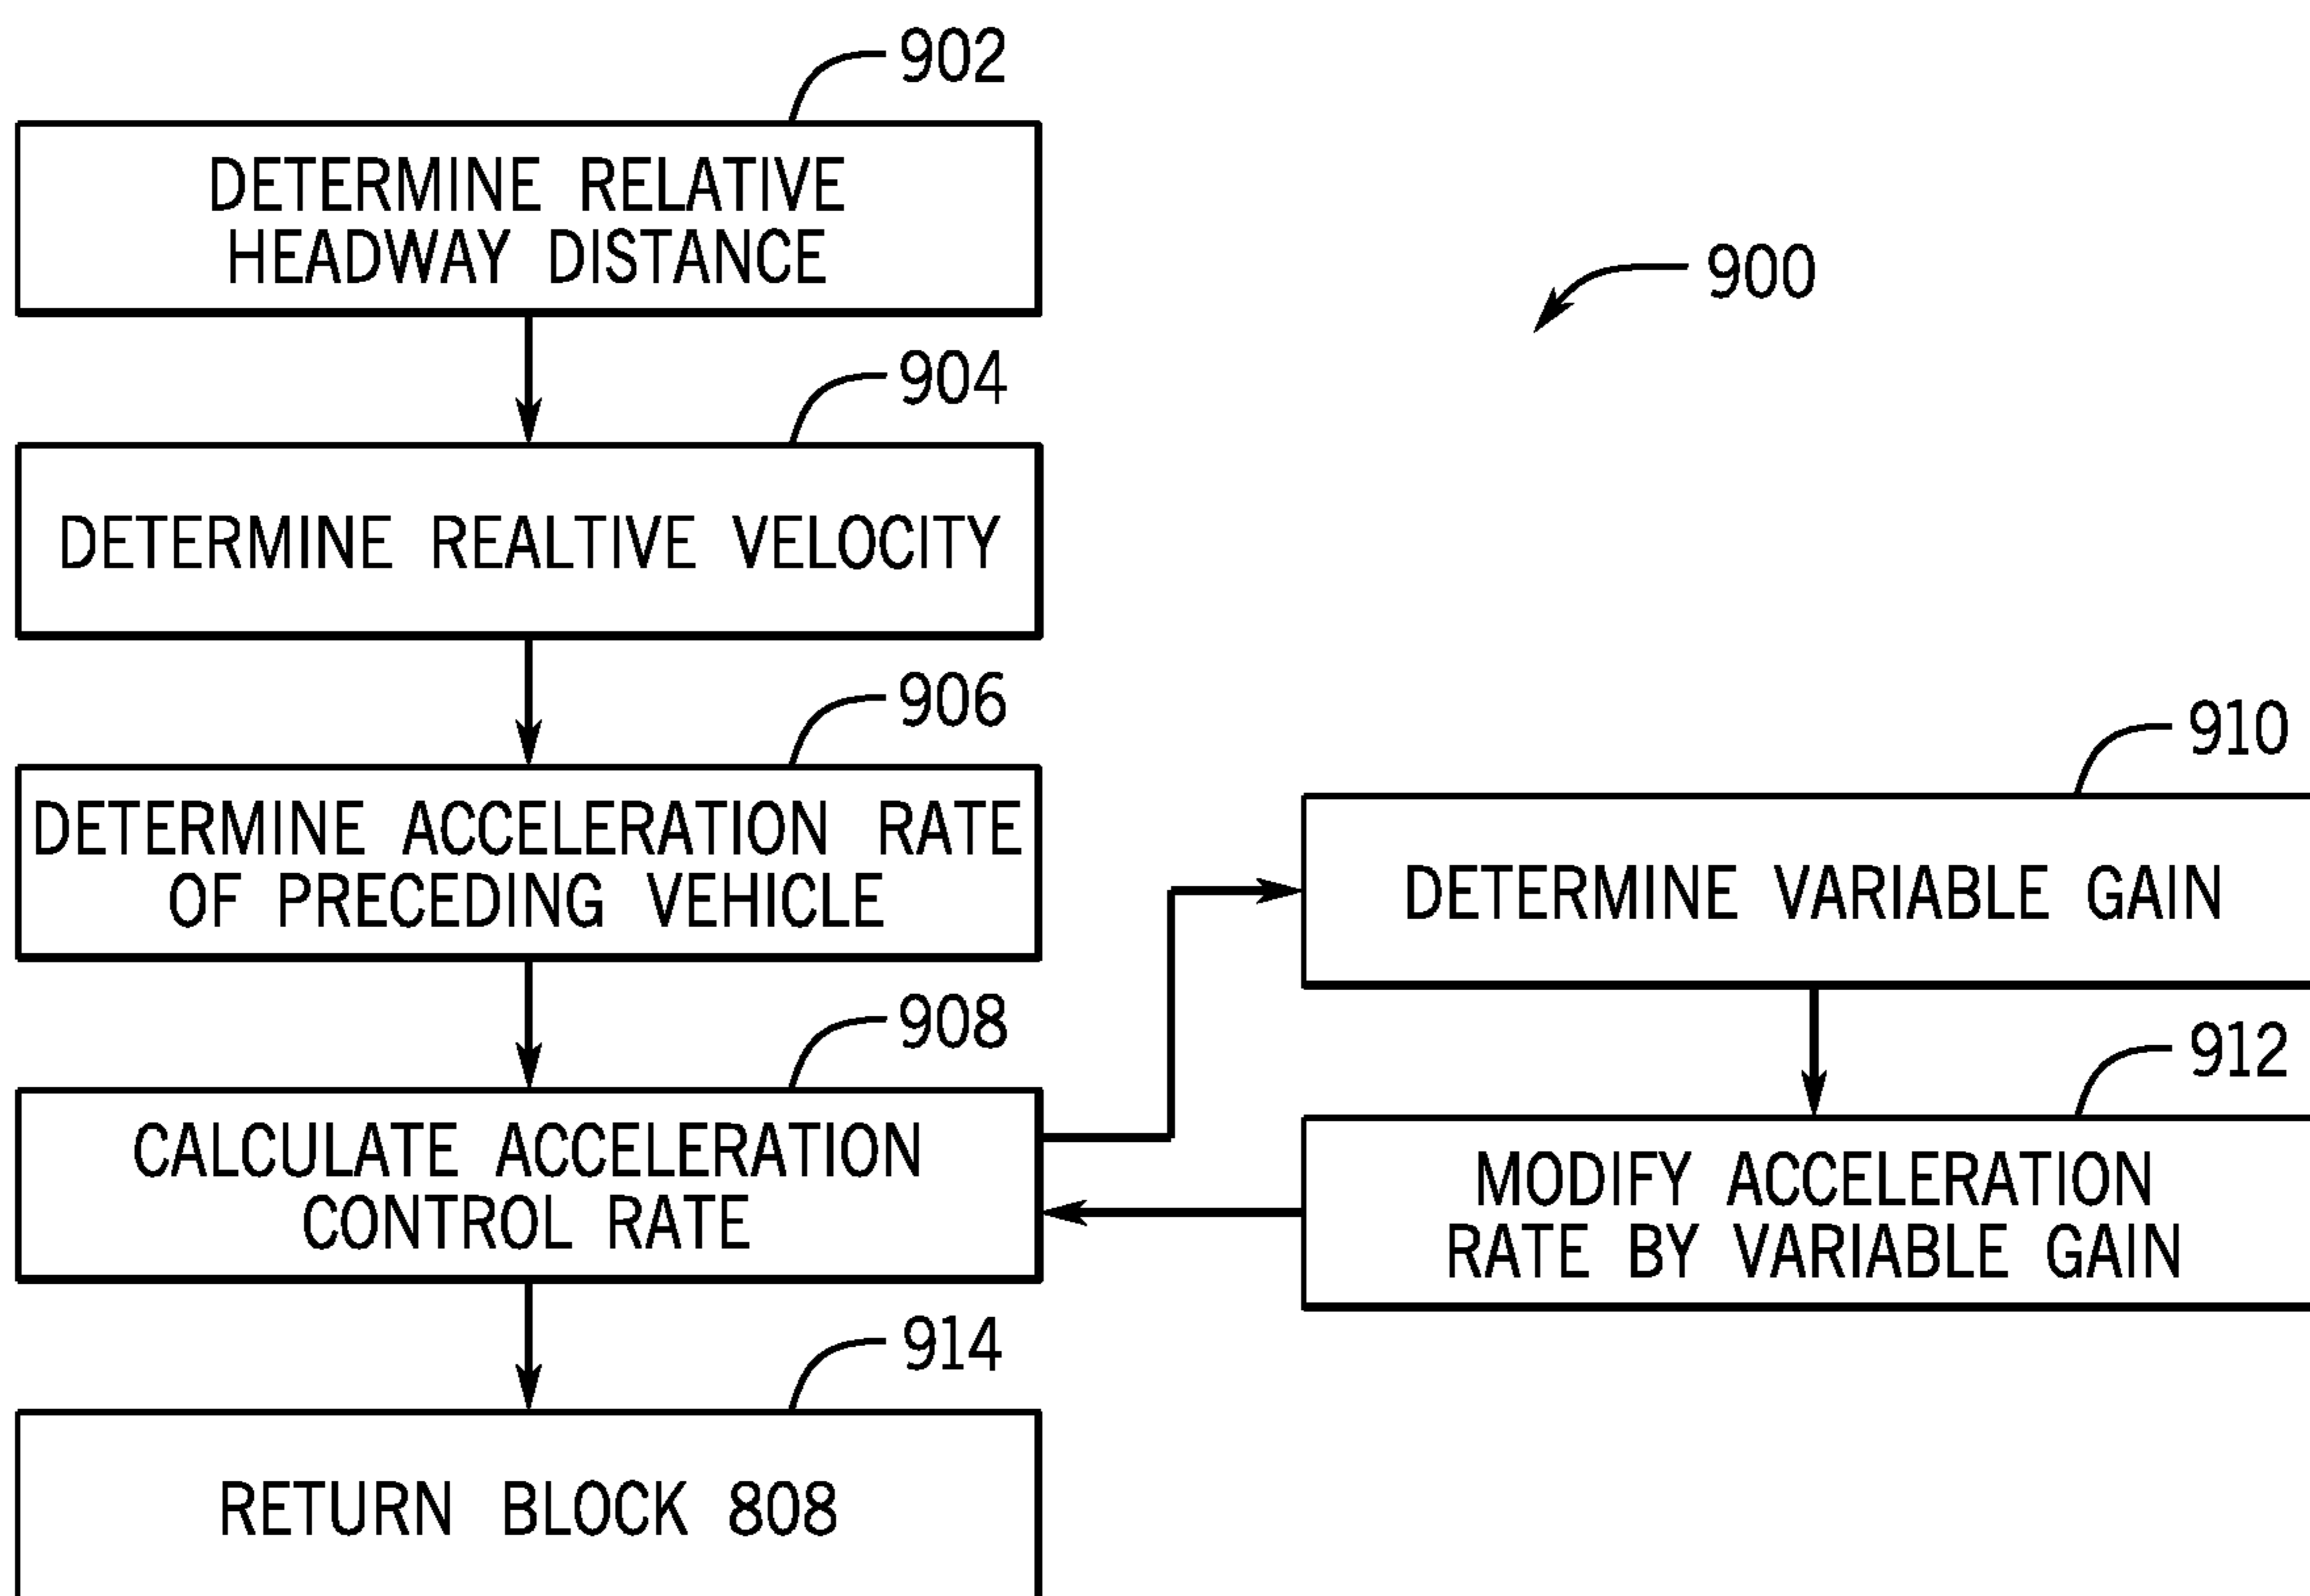 902
DETERMINE RELATIVE
HEADWAY DISTANCE
900
904
DETERMINE REALTIVE VELOCITY
906
DETERMINE ACCELERATION RATE
OF PRECEDING VEHICLE
908
CALCULATE ACCELERATION
CONTROL RATE
910
DETERMINE VARIABLE GAIN
912
MODIFY ACCELERATION
RATE BY VARIABLE GAIN
914
RETURN BLOCK 808